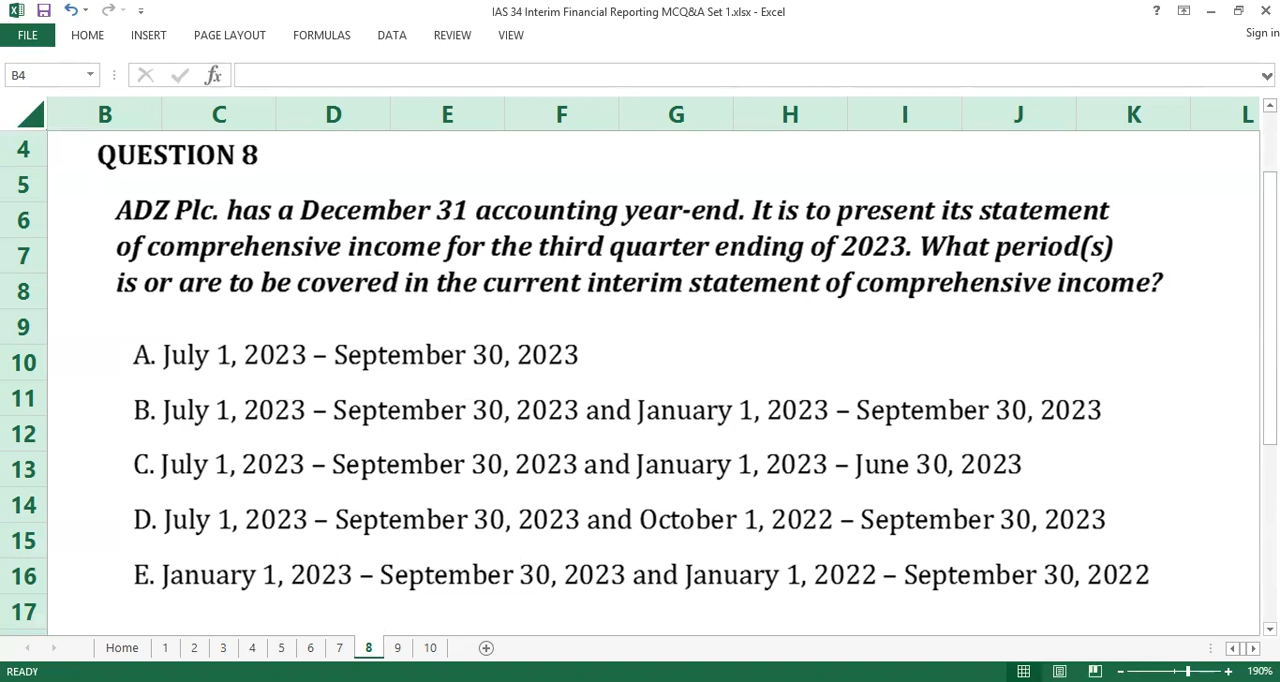 IAS 34 Interim Financial Reporting MCQ&A Set 1.xlsx - Excel
?
FILE HOME INSERT PAGE LAYOUT FORMULAS DATA REVIEW VIEW Sign in
B4 fx
B C D E F G H I J K L
4 QUESTION 8
5
6 ADZ Plc. has a December 31 accounting year-end. It is to present its statement
7 of comprehensive income for the third quarter ending of 2023. What period(s)
8 is or are to be covered in the current interim statement of comprehensive income?
9
10 A. July 1, 2023 – September 30, 2023
11 B. July 1, 2023 – September 30, 2023 and January 1, 2023 – September 30, 2023
12
13 C. July 1, 2023 – September 30, 2023 and January 1, 2023 – June 30, 2023
14 D. July 1, 2023 – September 30, 2023 and October 1, 2022 – September 30, 2023
15
16 E. January 1, 2023 – September 30, 2023 and January 1, 2022 – September 30, 2022
17
Home 1 2 3 4 5 6 7 8 9 10
READY 190%